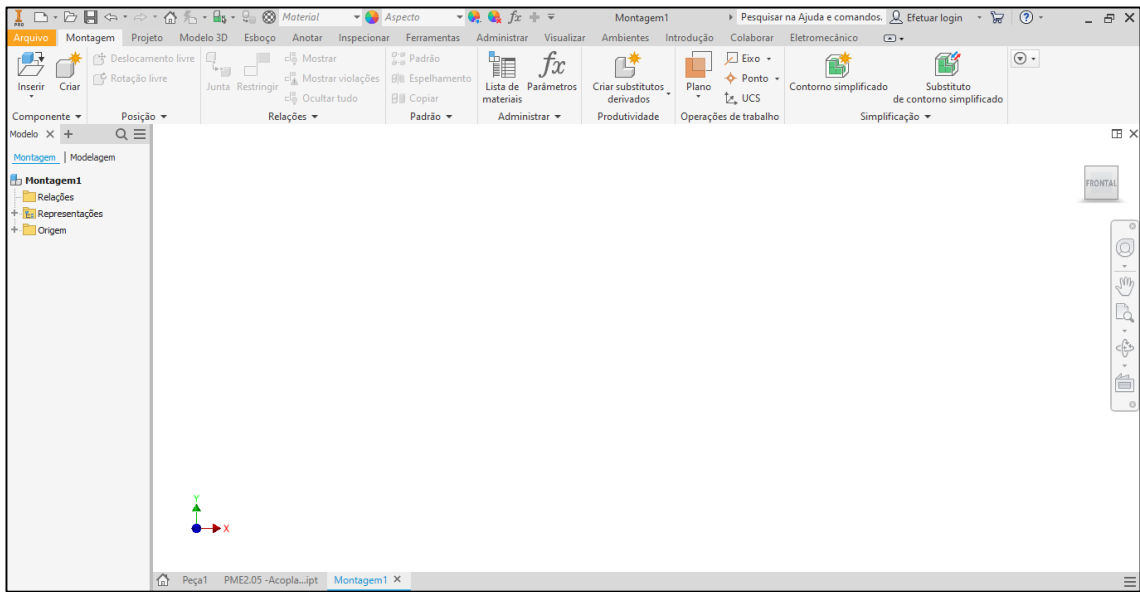 PRO Material Aspecto fx Montagem1 Pesquisar na Ajuda e comandos. Efetuar login
Arquivo Montagem Projeto Modelo 3D Esboço Anotar Inspecionar Ferramentas Administrar Visualizar Ambientes Introdução Colaborar Eletromecânico
Inserir Criar Deslocamento livre Rotação livre
Junta Restringir Mostrar Mostrar violações Ocultar tudo
Padrão Espelhamento Copiar
Lista de materiais fx Parâmetros
Criar substitutos derivados
Plano Eixo Ponto UCS
Contorno simplificado Substituto de contorno simplificado
Componente Posição Relações Padrão Administrar Produtividade Operações de trabalho Simplificação
Modelo
Montagem Modelagem
Montagem1
Relações
Representações
Origem
FRONTAL
Y
X
Peça1 PME2.05 -Acopla...ipt Montagem1